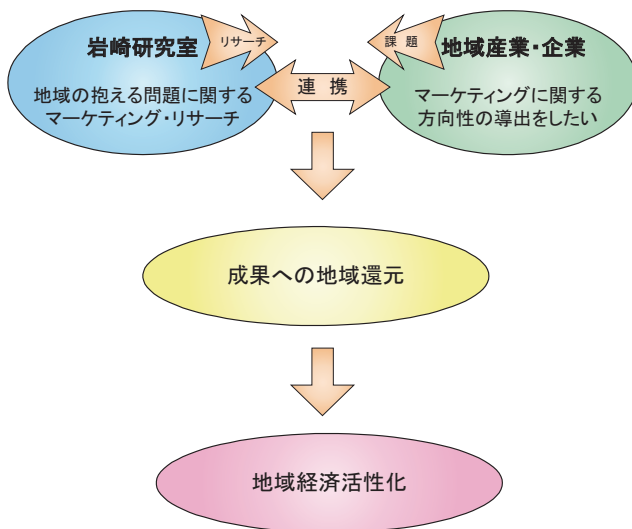 岩崎研究室
リサーチ
課題
地域産業・企業
連携
地域の抱える問題に関する
マーケティング・リサーチ
マーケティングに関する
方向性の導出をしたい
成果への地域還元
地域経済活性化